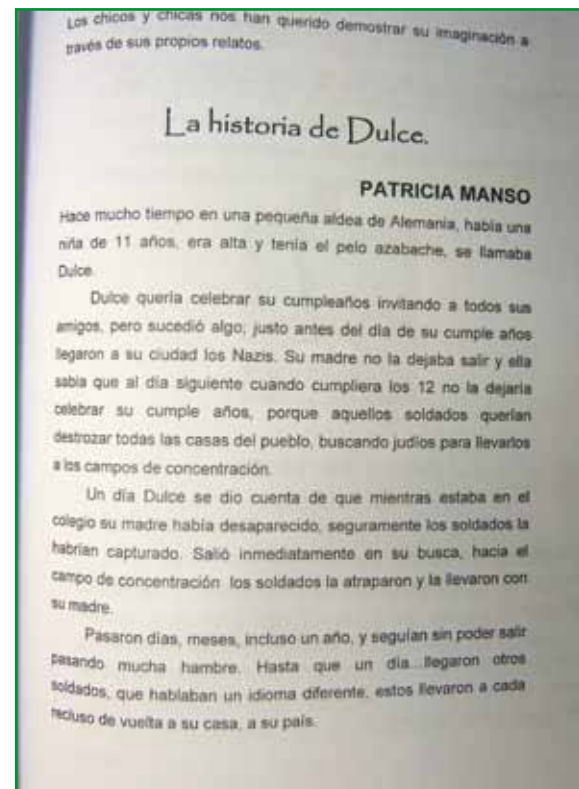 Los chicos y chicas nos han querido demostrar su imaginación a
través de sus propios relatos.
La historia de Dulce.
PATRICIA MANSO
Hace mucho tiempo en una pequeña aldea de Alemania, había una
niña de 11 años, era alta y tenía el pelo azabache, se llamaba
Dulce.
Dulce quería celebrar su cumpleaños invitando a todos sus
amigos, pero sucedió algo, justo antes del día de su cumple años
llegaron a su ciudad los Nazis. Su madre no la dejaba salir y ella
sabía que al día siguiente cuando cumpliera los 12 no la dejaría
celebrar su cumple años, porque aquellos soldados querían
destrozar todas las casas del pueblo, buscando judíos para llevarlos
a los campos de concentración.
Un día Dulce se dio cuenta de que mientras estaba en el
colegio su madre había desaparecido, seguramente los soldados la
habrían capturado. Salió inmediatamente en su busca, hacia el
campo de concentración los soldados la atraparon y la llevaron con
su madre.
Pasaron días, meses, incluso un año, y seguían sin poder salir
pasando mucha hambre. Hasta que un día llegaron otros
soldados, que hablaban un idioma diferente, estos llevaron a cada
recluso de vuelta a su casa, a su país.